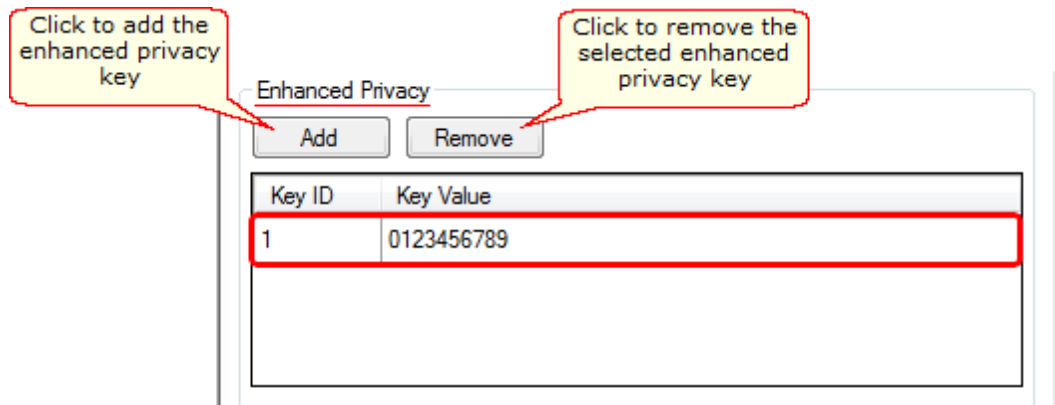 Click to add the
enhanced privacy
key
Click to remove the
selected enhanced
privacy key
Enhanced Privacy
Add Remove
Key ID Key Value
1 0123456789